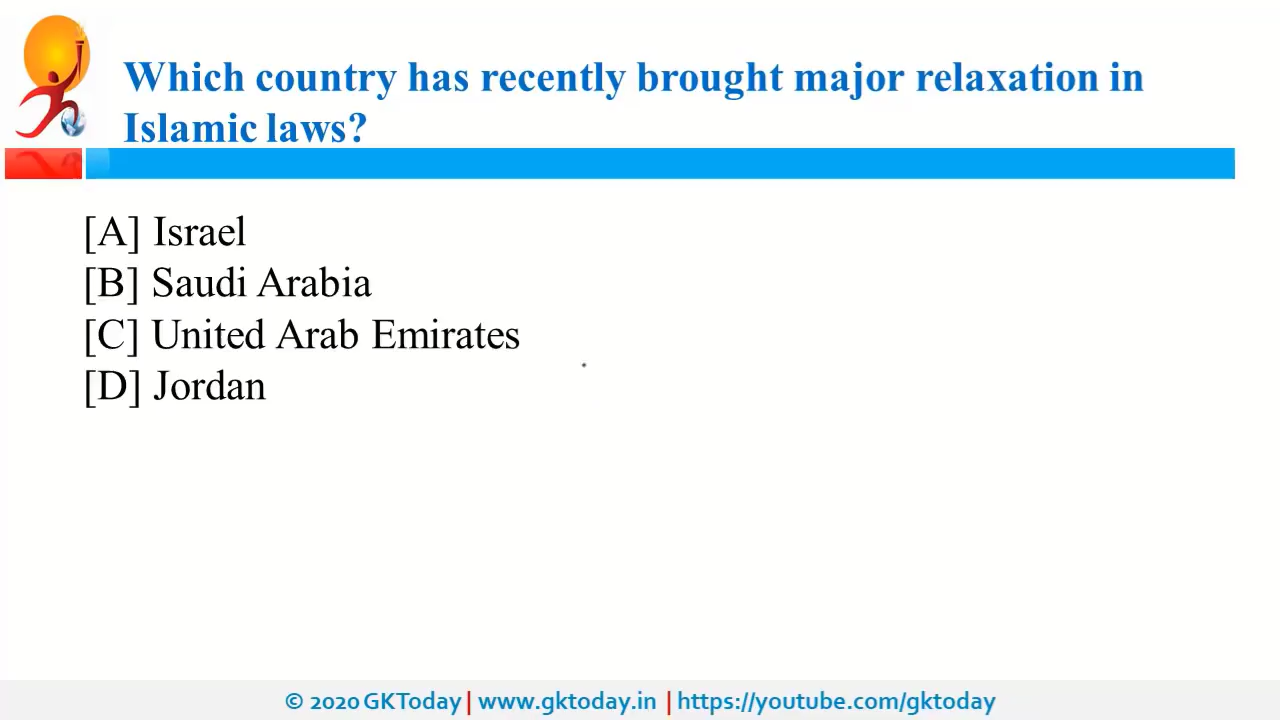 Which country has recently brought major relaxation in
Islamic laws?
[A] Israel
[B] Saudi Arabia
[C] United Arab Emirates
[D] Jordan
© 2020 GKToday | www.gktoday.in | https://youtube.com/gktoday